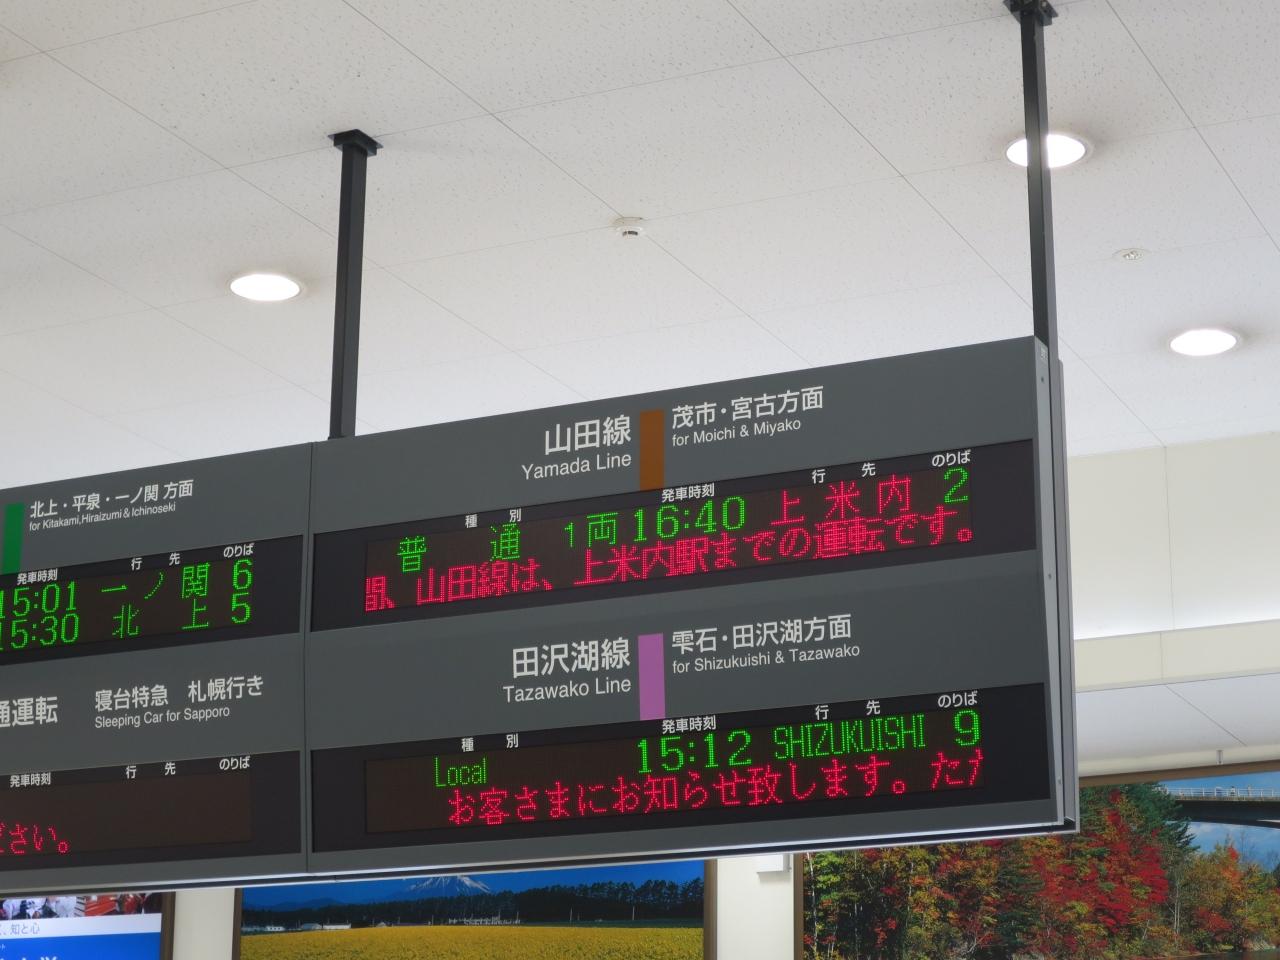 北上・平泉・一ノ関 方面
for Kitakami, Hiraizumi & Ichinoseki
発車時刻 行先 のりば
15:01 一ノ関 6
15:30 北上 5
通運転 寝台特急 札幌行き
Sleeping Car for Sapporo
発車時刻 行先 のりば
ださい。
山田線 茂市・宮古方面
Yamada Line for Moichi & Miyako
種別 発車時刻 行先 のりば
普通 1両 16:40 上米内 2
山田線は、上米内駅までの運転です。
田沢湖線 雫石・田沢湖方面
Tazawako Line for Shizukuishi & Tazawako
種別 発車時刻 行先 のりば
Local 15:12 SHIZUKUISHI 9
お客さまにお知らせ致します。ただ
、知と心